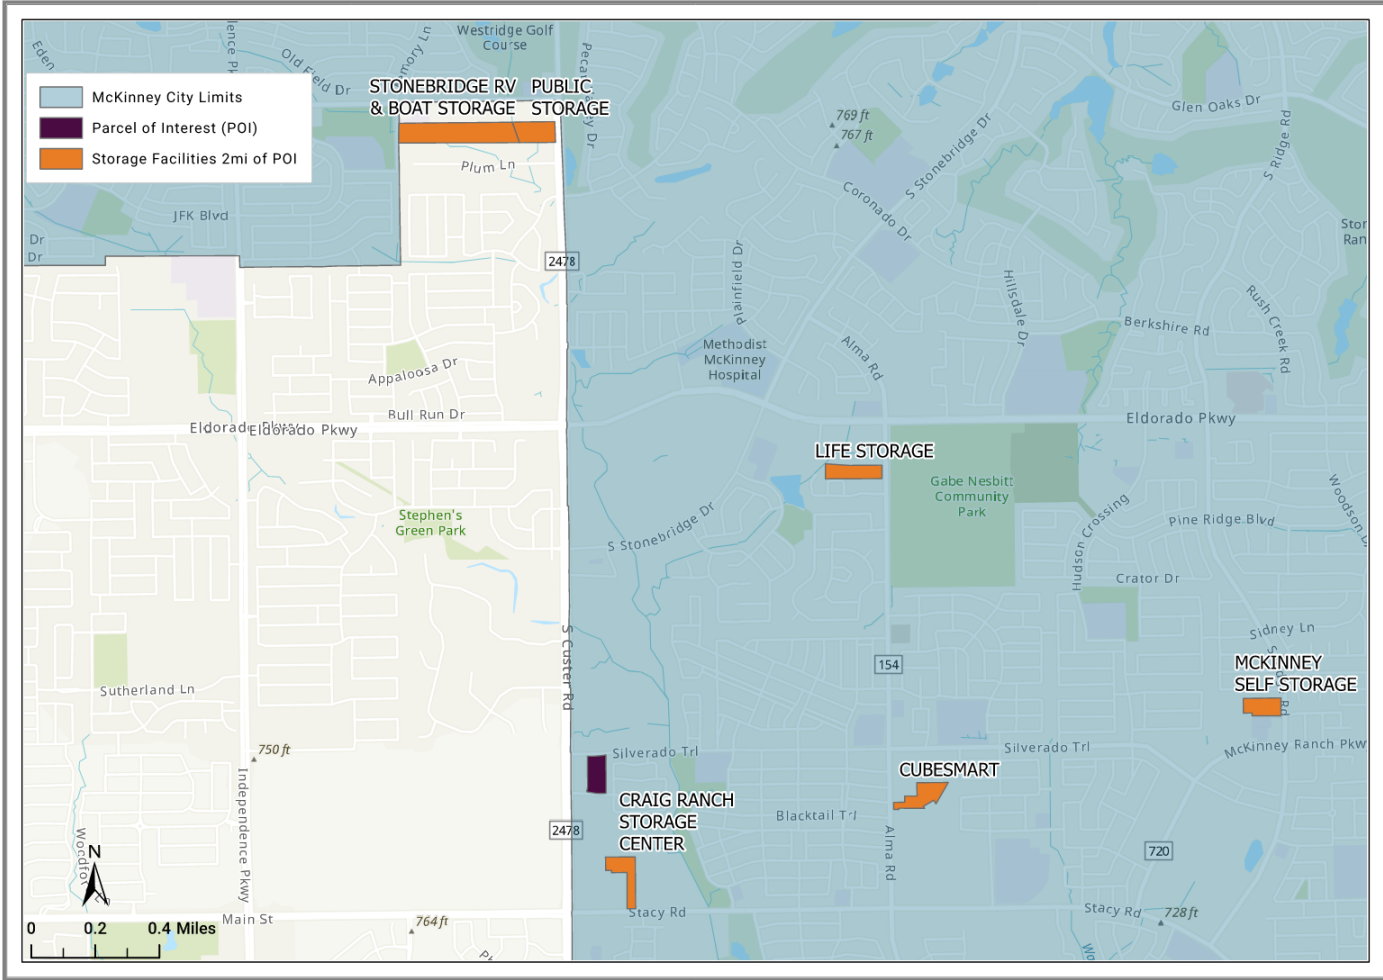 Eden
Old Field Dr
Westridge Golf
Course
McKinney City Limits
Parcel of Interest (POI)
Storage Facilities 2mi of POI
STONEBRIDGE RV
& BOAT STORAGE
PUBLIC
STORAGE
Plum Ln
769 ft
767 ft
Glen Oaks Dr
S Ridge Rd
S Stonebridge Dr
Coronado Dr
JFK Blvd
Dr
Dr
2478
Plainfield Dr
Hillsdale Dr
Rush Creek Rd
Berkshire Rd
Methodist
McKinney
Hospital
Alma Rd
Appaloosa Dr
Bull Run Dr
Eldorado Pkwy
Eldorado Pkwy
Eldorado Pkwy
LIFE STORAGE
Gabe Nesbitt
Community
Park
Stephen's
Green Park
S Stonebridge Dr
Hudson Crossing
Pine Ridge Blvd
Crator Dr
Sidney Ln
S Custer Rd
154
MCKINNEY
SELF STORAGE
Rd
Sutherland Ln
750 ft
Silverado Trl
Silverado Trl
McKinney Ranch Pkw
CUBESMART
CRAIG RANCH
STORAGE
CENTER
Blacktail Trl
Independence Pkwy
2478
Alma Rd
720
N
Main St
764 ft
Stacy Rd
Stacy Rd
728 ft
0 0.2 0.4 Miles